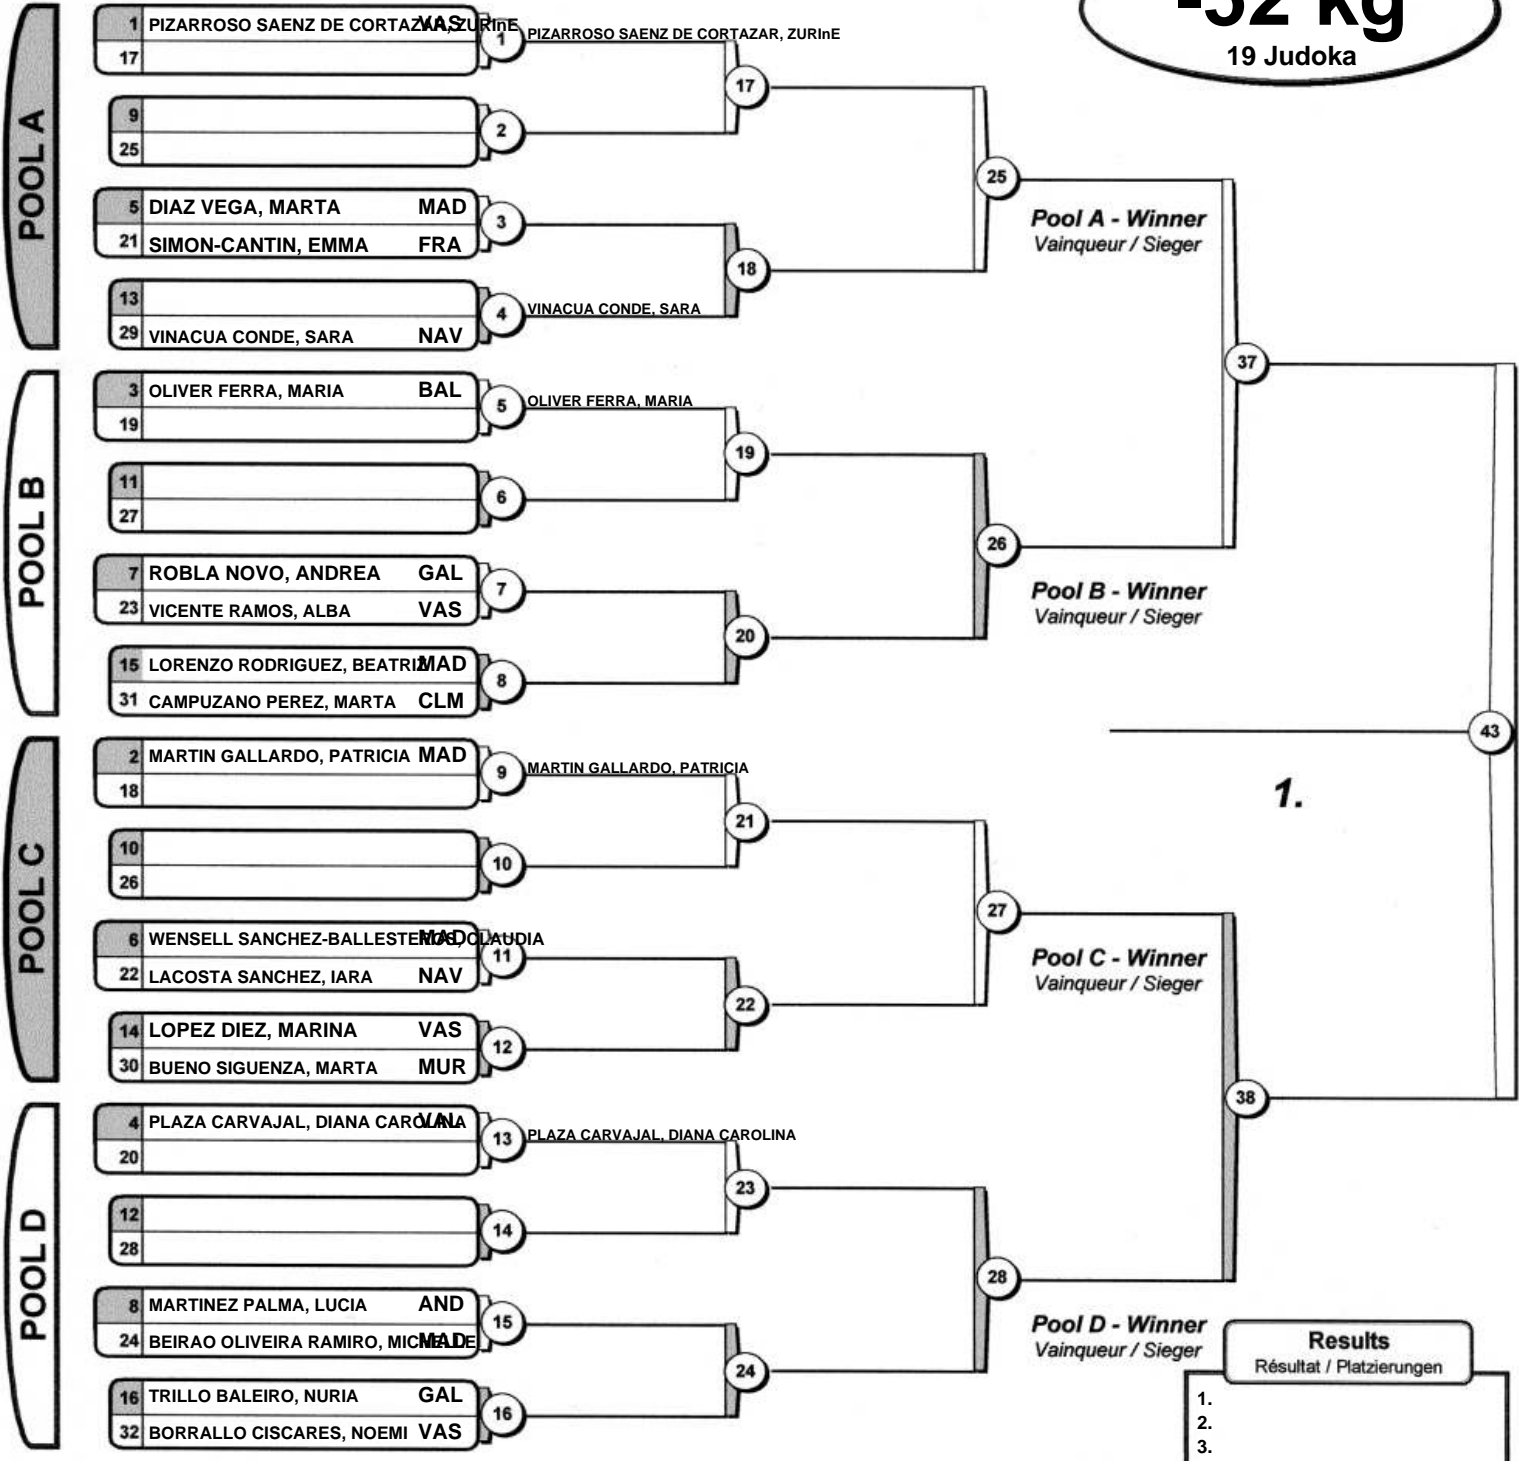 -52 kg
19 Judoka
POOL A
1 PIZARROSO SAENZ DE CORTAZAR, ZURInE VAS
17
1 PIZARROSO SAENZ DE CORTAZAR, ZURInE
17
9
25
2
5 DIAZ VEGA, MARTA MAD
21 SIMON-CANTIN, EMMA FRA
3
18
13
29 VINACUA CONDE, SARA NAV
4 VINACUA CONDE, SARA
25
Pool A - Winner
Vainqueur / Sieger
37
POOL B
3 OLIVER FERRA, MARIA BAL
19
5 OLIVER FERRA, MARIA
19
11
27
6
26
7 ROBLA NOVO, ANDREA GAL
23 VICENTE RAMOS, ALBA VAS
7
20
15 LORENZO RODRIGUEZ, BEATRIZ MAD
31 CAMPUZANO PEREZ, MARTA CLM
8
Pool B - Winner
Vainqueur / Sieger
43
1.
POOL C
2 MARTIN GALLARDO, PATRICIA MAD
18
9 MARTIN GALLARDO, PATRICIA
21
10
26
10
27
6 WENSELL SANCHEZ-BALLESTEROS, CLAUDIA MAD
22 LACOSTA SANCHEZ, IARA NAV
11
22
14 LOPEZ DIEZ, MARINA VAS
30 BUENO SIGUENZA, MARTA MUR
12
Pool C - Winner
Vainqueur / Sieger
38
POOL D
4 PLAZA CARVAJAL, DIANA CAROLINA VAL
20
13 PLAZA CARVAJAL, DIANA CAROLINA
23
12
28
14
28
8 MARTINEZ PALMA, LUCIA AND
24 BEIRAO OLIVEIRA RAMIRO, MICHELLE MAD
15
24
16 TRILLO BALEIRO, NURIA GAL
32 BORRALLO CISCARES, NOEMI VAS
16
Pool D - Winner
Vainqueur / Sieger
Results
Résultat / Platzierungen
1.
2.
3.